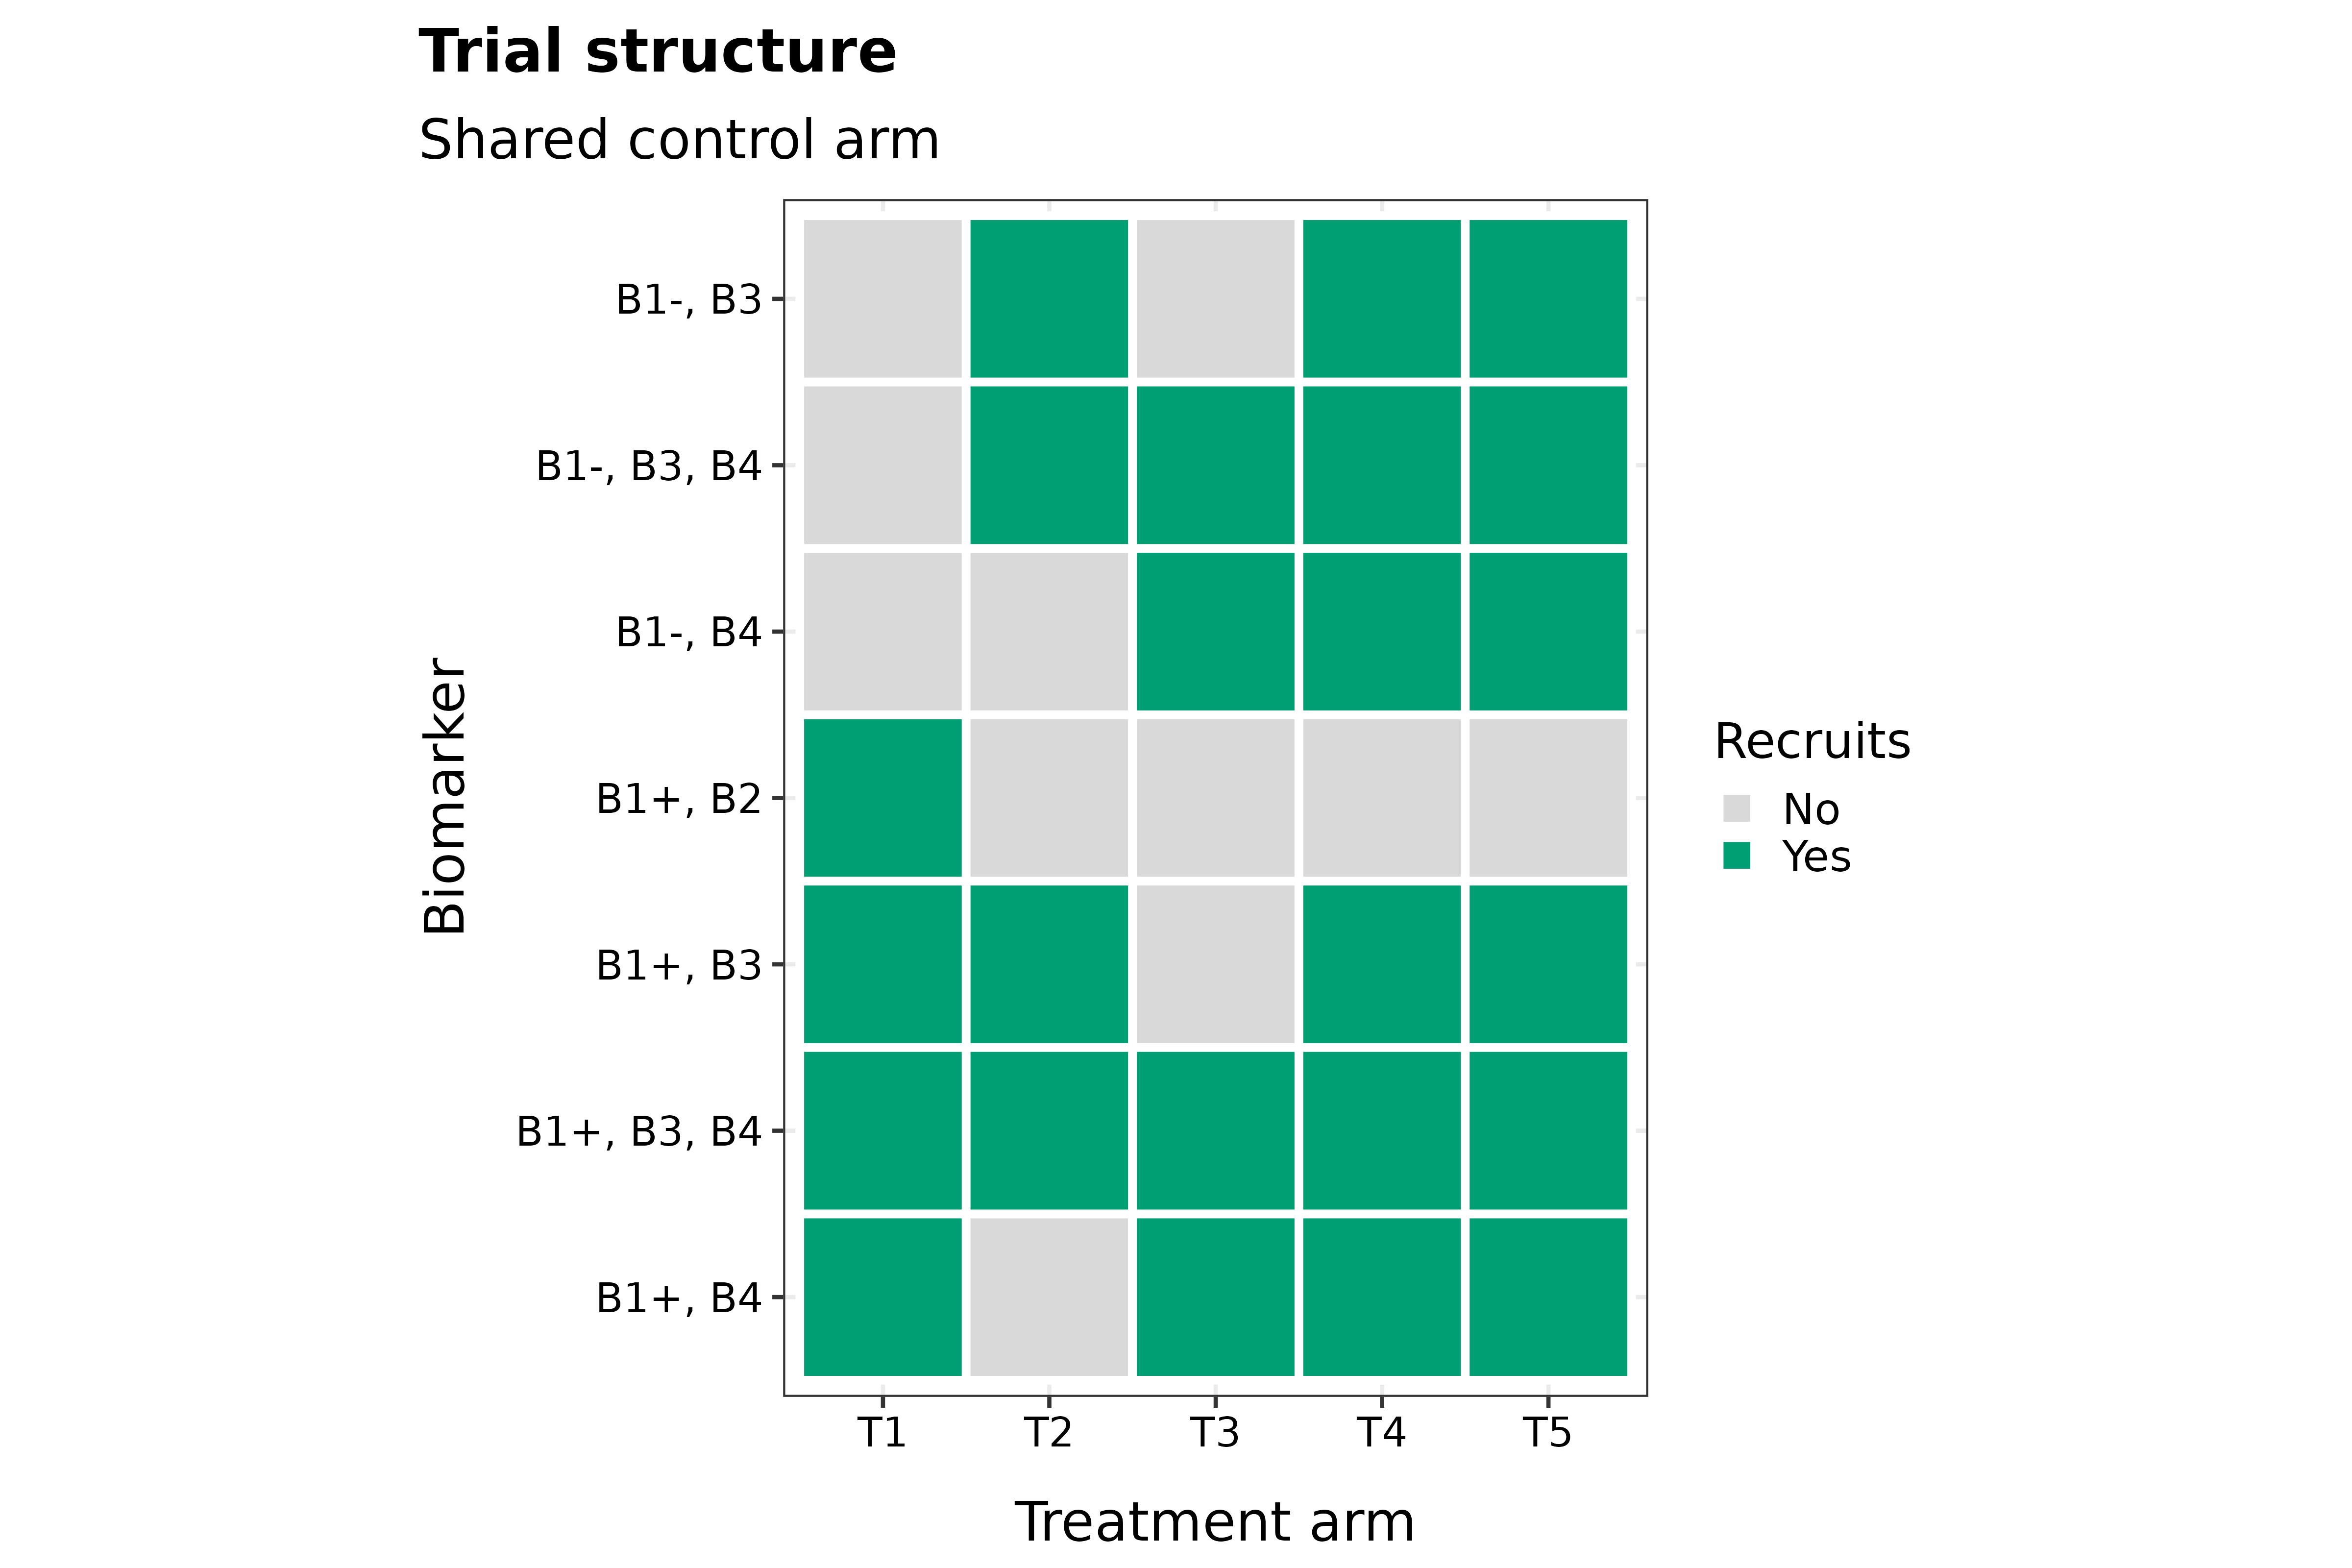 Trial structure
Shared control arm
B1-, B3
B1-, B3, B4
B1-, B4
B1+, B2
B1+, B3
B1+, B3, B4
B1+, B4
Biomarker
T1 T2 T3 T4 T5
Treatment arm
Recruits
No
Yes